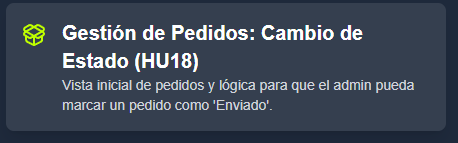 Gestión de Pedidos: Cambio de
Estado (HU18)
Vista inicial de pedidos y lógica para que el admin pueda
marcar un pedido como 'Enviado'.